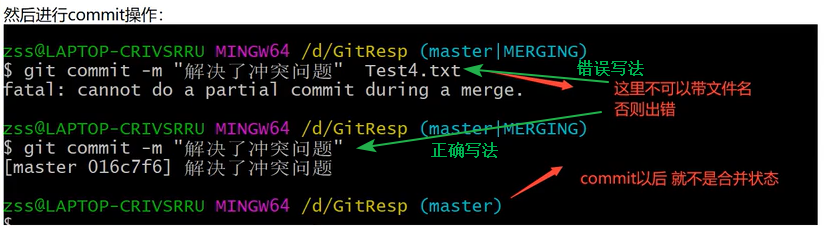 然后进行commit操作：
zss@LAPTOP-CRIVSRRU MINGW64 /d/GitResp (master|MERGING)
$ git commit -m "解决了冲突问题"  Test4.txt
错误写法
fatal: cannot do a partial commit during a merge.
这里不可以带文件名
否则出错
zss@LAPTOP-CRIVSRRU MINGW64 /d/GitResp (master|MERGING)
$ git commit -m "解决了冲突问题"
正确写法
[master 016c7f6] 解决了冲突问题
commit以后 就不是合并状态
zss@LAPTOP-CRIVSRRU MINGW64 /d/GitResp (master)
$